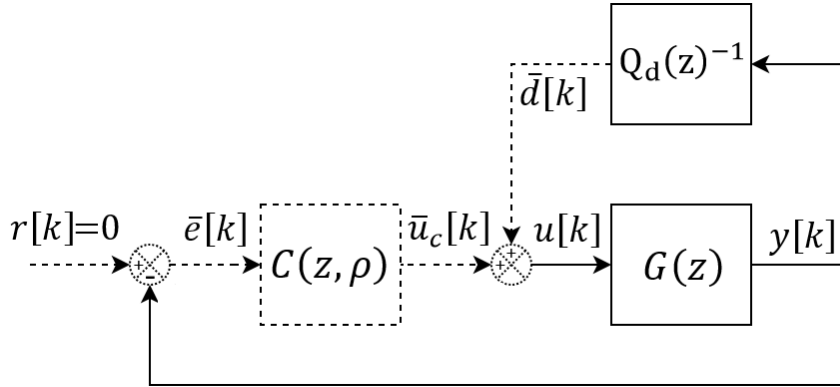 Q_d(z)^{-1}
d̄[k]
r[k]=0
ē[k]
C(z, ρ)
ū_c[k]
u[k]
G(z)
y[k]
+
-
+
+